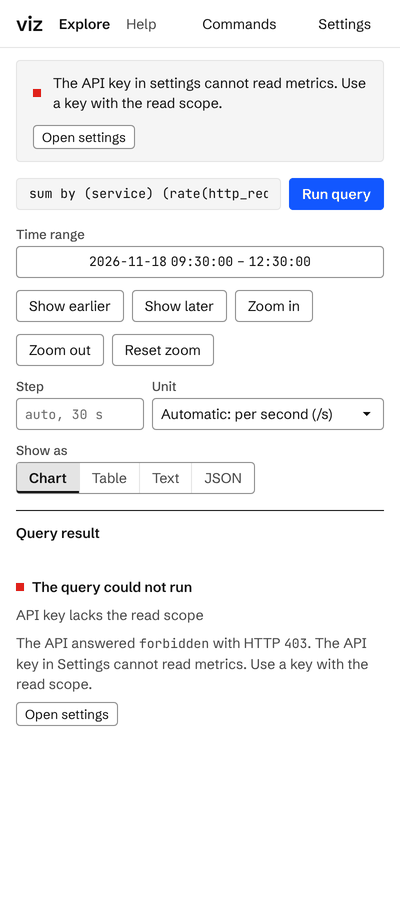 viz Explore Help Commands Settings
The API key in settings cannot read metrics. Use
a key with the read scope.
Open settings
sum by (service) (rate(http_rec
Run query
Time range
2026-11-18 09:30:00 – 12:30:00
Show earlier Show later Zoom in
Zoom out Reset zoom
Step Unit
auto, 30 s Automatic: per second (/s)
Show as
Chart Table Text JSON
Query result
The query could not run
API key lacks the read scope
The API answered forbidden with HTTP 403. The API
key in Settings cannot read metrics. Use a key with the
read scope.
Open settings